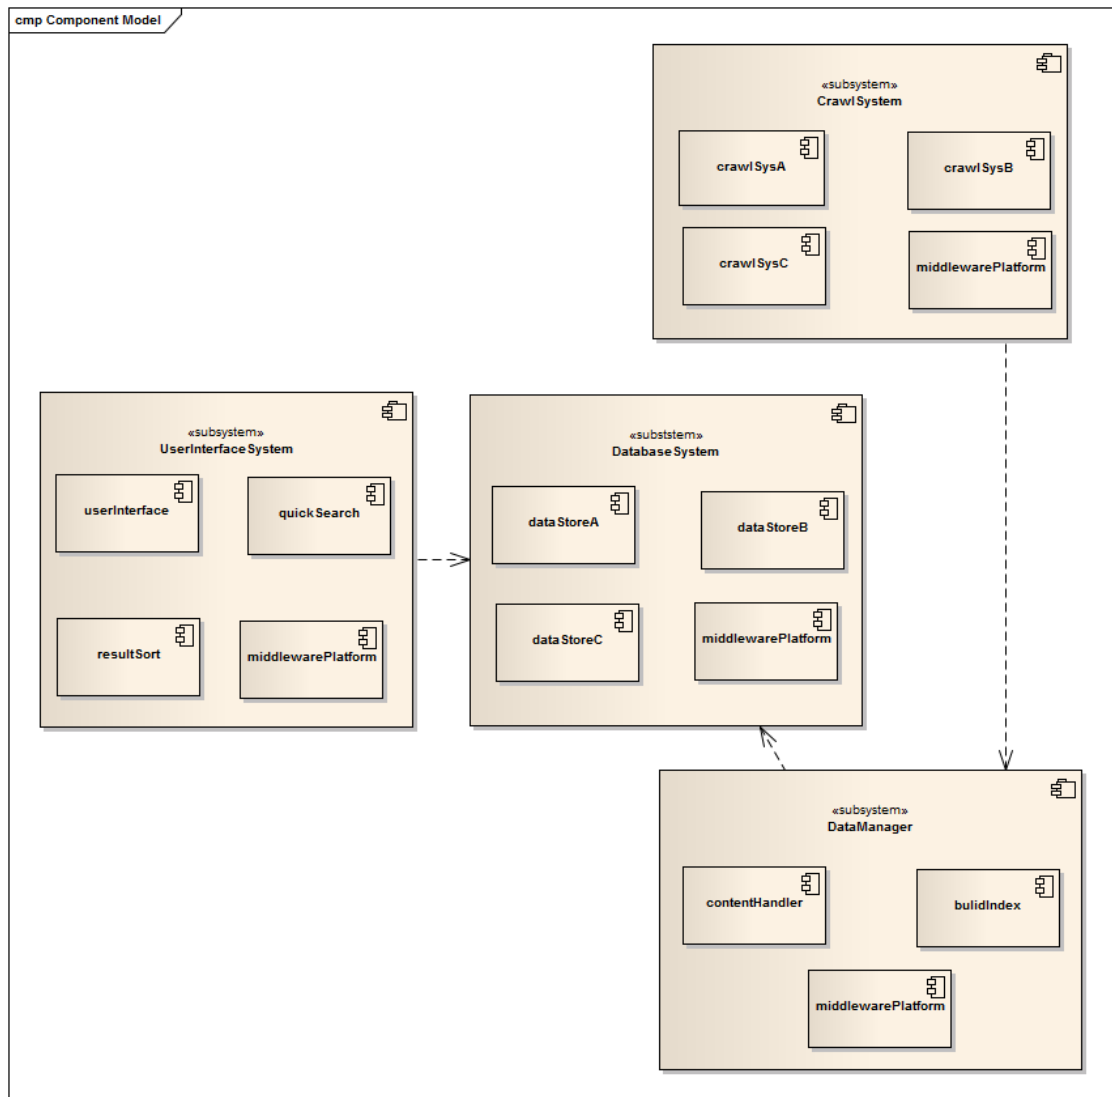 cmp Component Model
«subsystem»
CrawlSystem
crawlSysA
crawlSysB
crawlSysC
middlewarePlatform
«subsystem»
UserInterfaceSystem
userInterface
quickSearch
resultSort
middlewarePlatform
«subststem»
DatabaseSystem
dataStoreA
dataStoreB
dataStoreC
middlewarePlatform
«subsystem»
DataManager
contentHandler
bulidIndex
middlewarePlatform